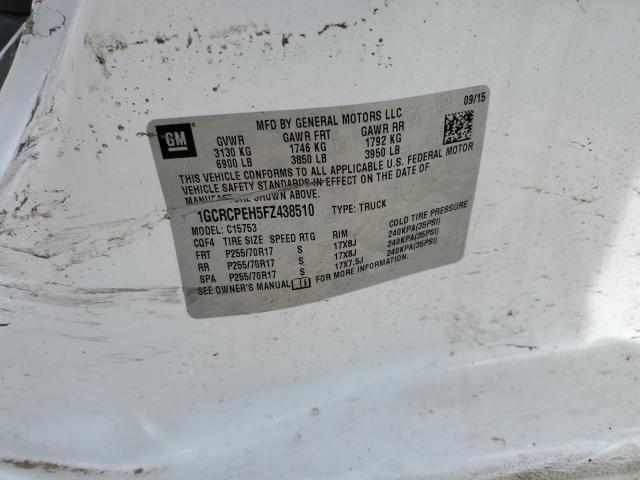 GM
MFD BY GENERAL MOTORS LLC 09/15
GVWR GAWR FRT GAWR RR
3130 KG 1746 KG 1792 KG
6900 LB 3850 LB 3950 LB
THIS VEHICLE CONFORMS TO ALL APPLICABLE U.S. FEDERAL MOTOR
VEHICLE SAFETY STANDARDS IN EFFECT ON THE DATE OF
MANUFACTURE SHOWN ABOVE.
1GCRCPEH5FZ438510 TYPE: TRUCK
MODEL: C15753
CQF4 TIRE SIZE SPEED RTG RIM COLD TIRE PRESSURE
FRT P255/70R17 S 17X8J 240KPA(35PSI)
RR P255/70R17 S 17X8J 240KPA(35PSI)
SPA P255/70R17 S 17X7.5J 240KPA(35PSI)
SEE OWNER'S MANUAL FOR MORE INFORMATION.